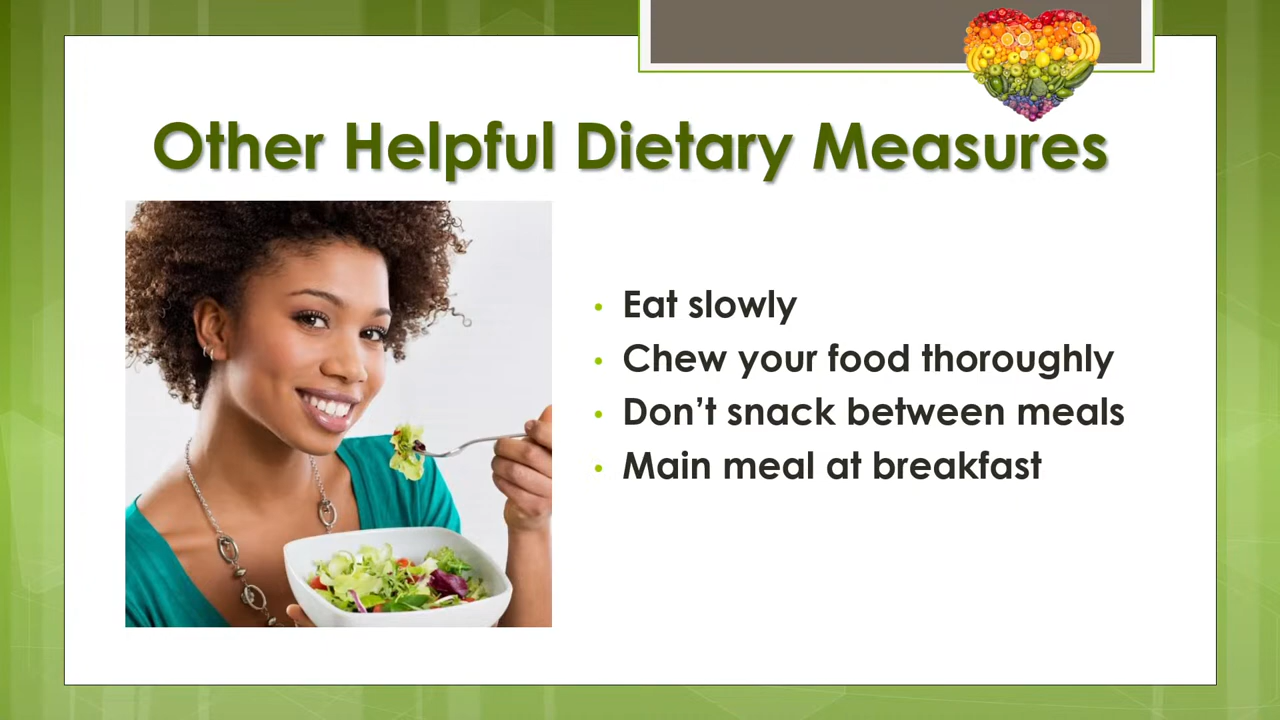 Other Helpful Dietary Measures
• Eat slowly
• Chew your food thoroughly
• Don’t snack between meals
• Main meal at breakfast